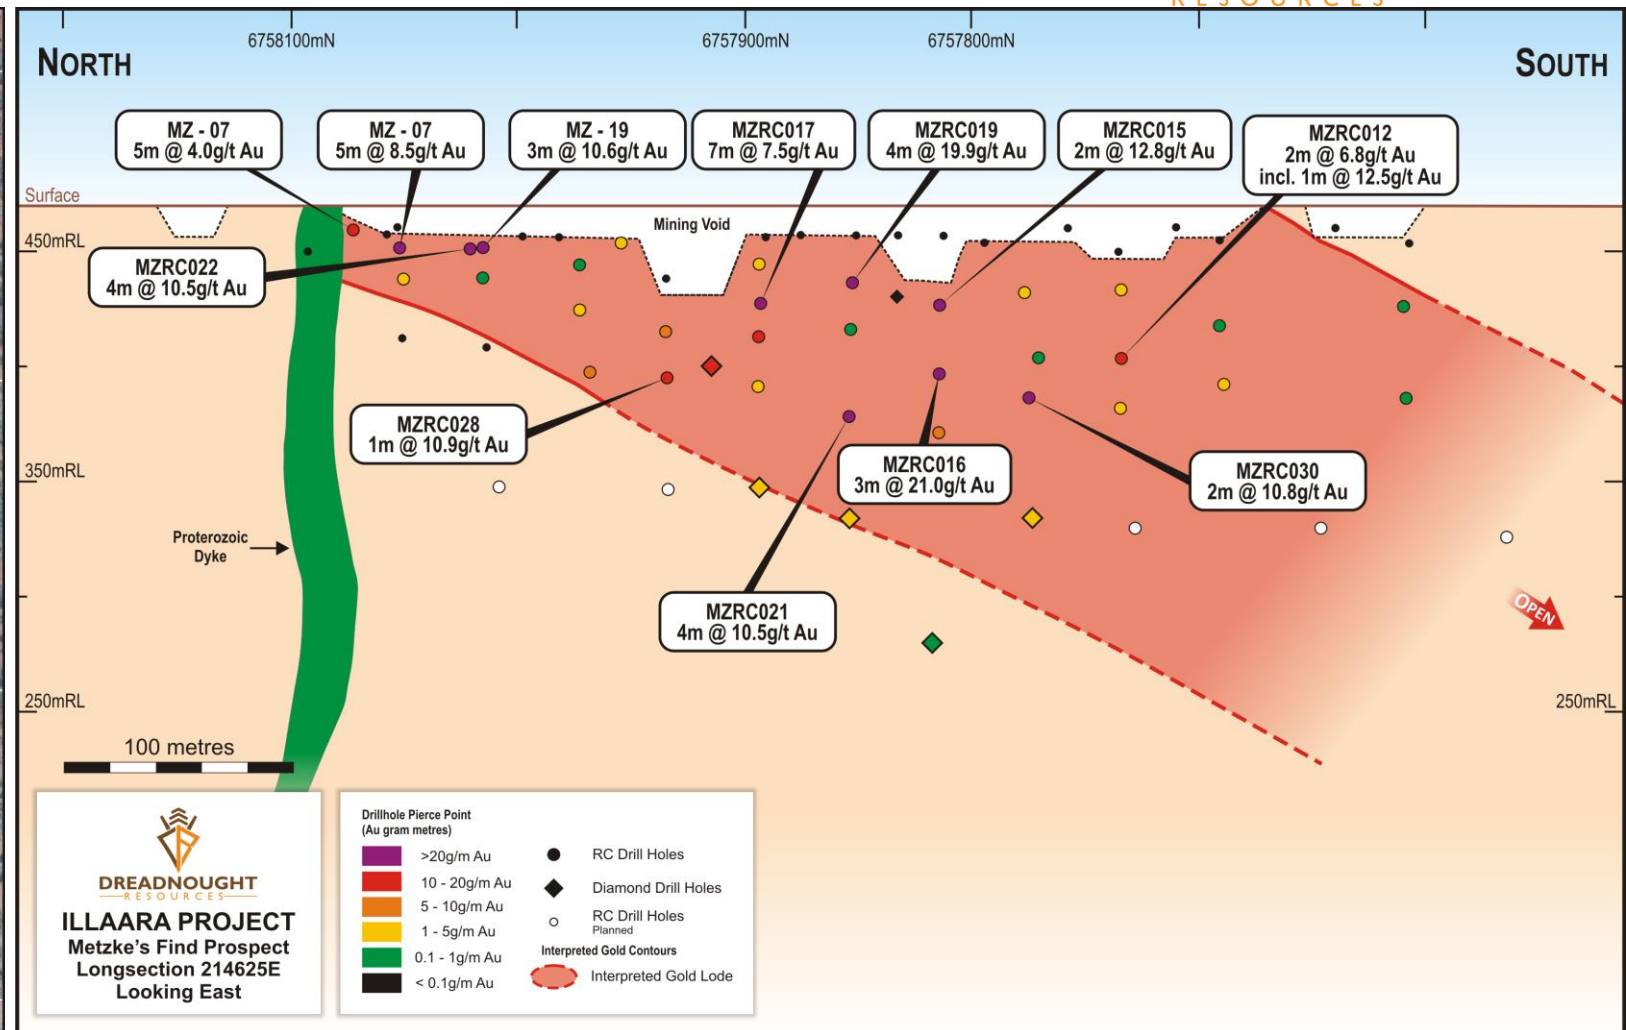 RESOURCES
6758100mN
6757900mN
6757800mN
NORTH
SOUTH
MZ - 07
5m @ 4.0g/t Au
MZ - 07
5m @ 8.5g/t Au
MZ - 19
3m @ 10.6g/t Au
MZRC017
7m @ 7.5g/t Au
MZRC019
4m @ 19.9g/t Au
MZRC015
2m @ 12.8g/t Au
MZRC012
2m @ 6.8g/t Au
incl. 1m @ 12.5g/t Au
Surface
Mining Void
450mRL
MZRC022
4m @ 10.5g/t Au
MZRC028
1m @ 10.9g/t Au
MZRC016
3m @ 21.0g/t Au
MZRC030
2m @ 10.8g/t Au
350mRL
Proterozoic
Dyke
MZRC021
4m @ 10.5g/t Au
OPEN
250mRL
250mRL
100 metres
DREADNOUGHT
RESOURCES
ILLAARA PROJECT
Metzke's Find Prospect
Longsection 214625E
Looking East
Drillhole Pierce Point
(Au gram metres)
>20g/m Au
10 - 20g/m Au
5 - 10g/m Au
1 - 5g/m Au
0.1 - 1g/m Au
< 0.1g/m Au
RC Drill Holes
Diamond Drill Holes
RC Drill Holes
Planned
Interpreted Gold Contours
Interpreted Gold Lode